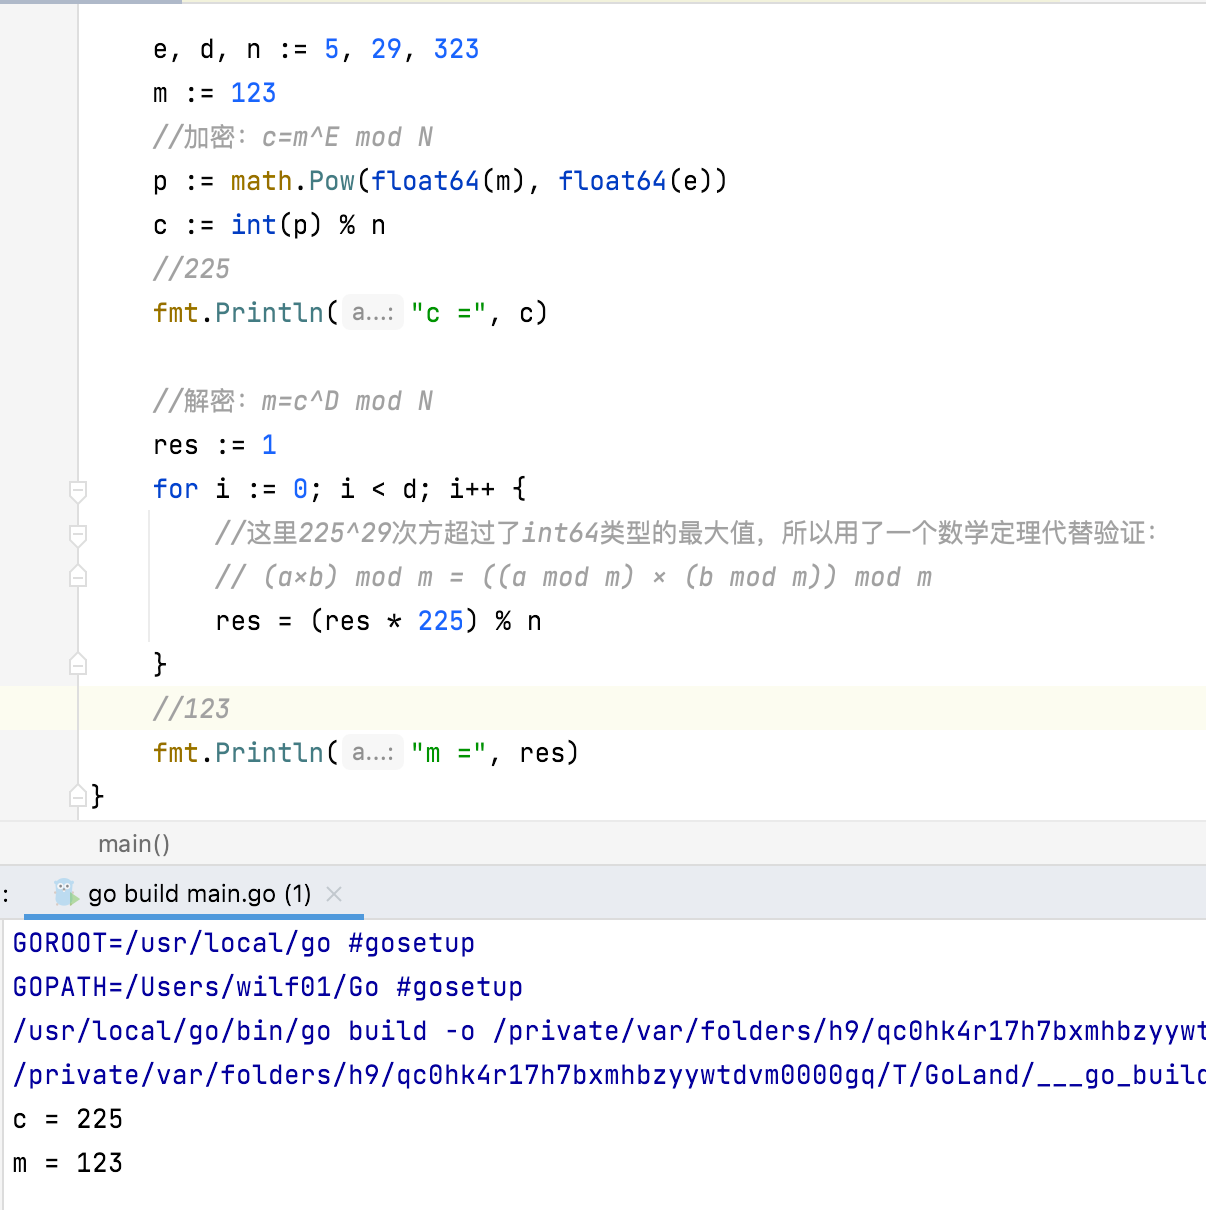 e, d, n := 5, 29, 323
m := 123
//加密：c=m^E mod N
p := math.Pow(float64(m), float64(e))
c := int(p) % n
//225
fmt.Println( a...: "c =", c)
//解密：m=c^D mod N
res := 1
for i := 0; i < d; i++ {
//这里225^29次方超过了int64类型的最大值，所以用了一个数学定理代替验证：
// (a×b) mod m = ((a mod m) × (b mod m)) mod m
res = (res * 225) % n
}
//123
fmt.Println( a...: "m =", res)
}
main()
: go build main.go (1) ×
GOROOT=/usr/local/go #gosetup
GOPATH=/Users/wilf01/Go #gosetup
/usr/local/go/bin/go build -o /private/var/folders/h9/qc0hk4r17h7bxmhbzyywt
/private/var/folders/h9/qc0hk4r17h7bxmhbzyywtdvm0000gq/T/GoLand/___go_build
c = 225
m = 123